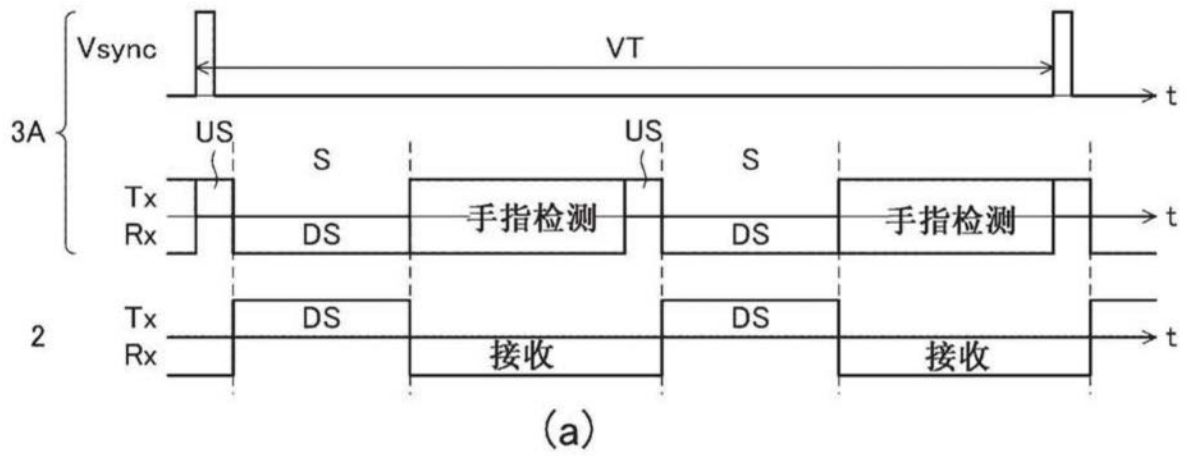 Vsync VT t
3A
US S US S
Tx 手指检测 手指检测 t
Rx DS DS
2
Tx DS DS t
Rx 接收 接收
(a)